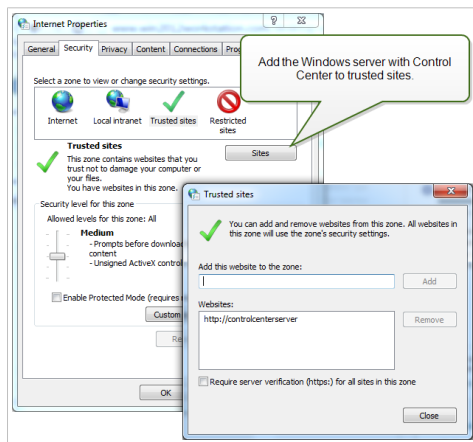 Internet Properties
General Security Privacy Content Connections
Add the Windows server with Control
Center to trusted sites.
Select a zone to view or change security settings.
Internet Local intranet Trusted sites Restricted
sites
Trusted sites
This zone contains websites that you
trust not to damage your computer or
your files.
You have websites in this zone.
Sites
Security level for this zone
Allowed levels for this zone: All
Medium
- Prompts before
content
- Unsigned ActiveX
Enable Protected Mode (requires
Custom
OK
Trusted sites
You can add and remove websites from this zone. All websites in
this zone will use the zone's security settings.
Add this website to the zone:
Add
Websites:
http://controlcenterserver
Remove
Require server verification (https:) for all sites in this zone
Close